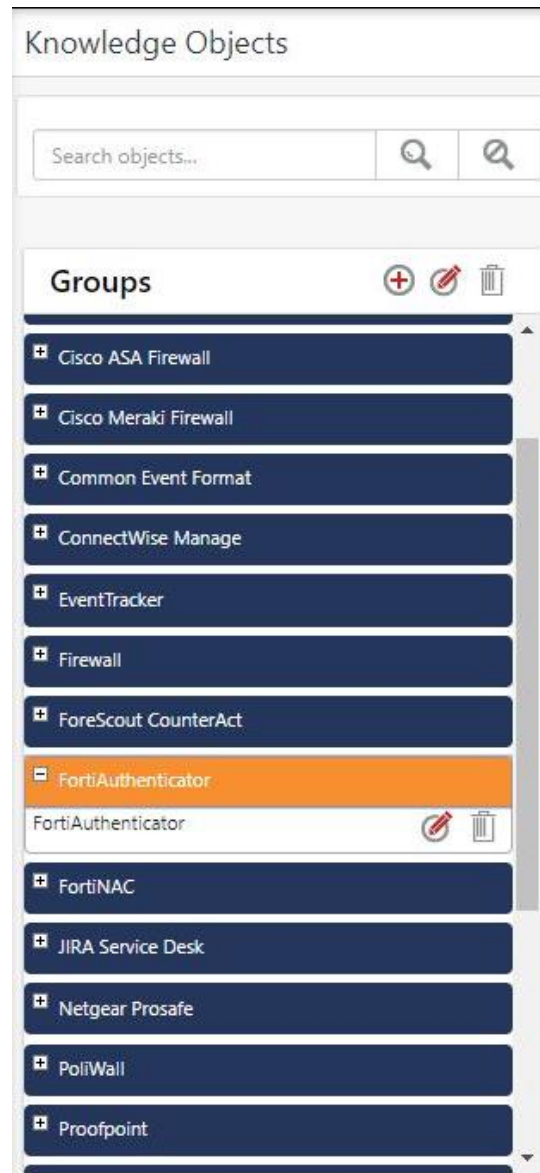 Knowledge Objects
Search objects...
Groups
Cisco ASA Firewall
Cisco Meraki Firewall
Common Event Format
ConnectWise Manage
EventTracker
Firewall
ForeScout CounterAct
FortiAuthenticator
FortiAuthenticator
FortiNAC
JIRA Service Desk
Netgear Prosafe
PoliWall
Proofpoint